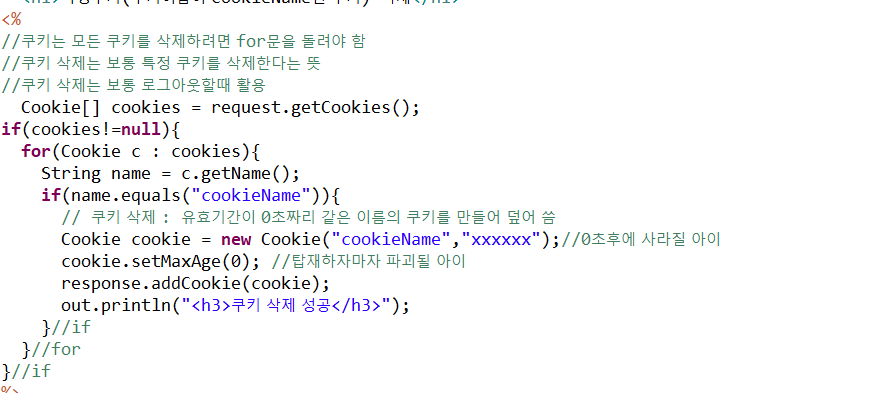 <%
//쿠키는 모든 쿠키를 삭제하려면 for문을 돌려야 함
//쿠키 삭제는 보통 특정 쿠키를 삭제한다는 뜻
//쿠키 삭제는 보통 로그아웃할때 활용
  Cookie[] cookies = request.getCookies();
if(cookies!=null){
  for(Cookie c : cookies){
    String name = c.getName();
    if(name.equals("cookieName")){
      // 쿠키 삭제 : 유효기간이 0초짜리 같은 이름의 쿠키를 만들어 덮어 씀
      Cookie cookie = new Cookie("cookieName","xxxxxx");//0초후에 사라질 아이
      cookie.setMaxAge(0); //탑재하자마자 파괴될 아이
      response.addCookie(cookie);
      out.println("<h3>쿠키 삭제 성공</h3>");
    }//if
  }//for
}//if
%>